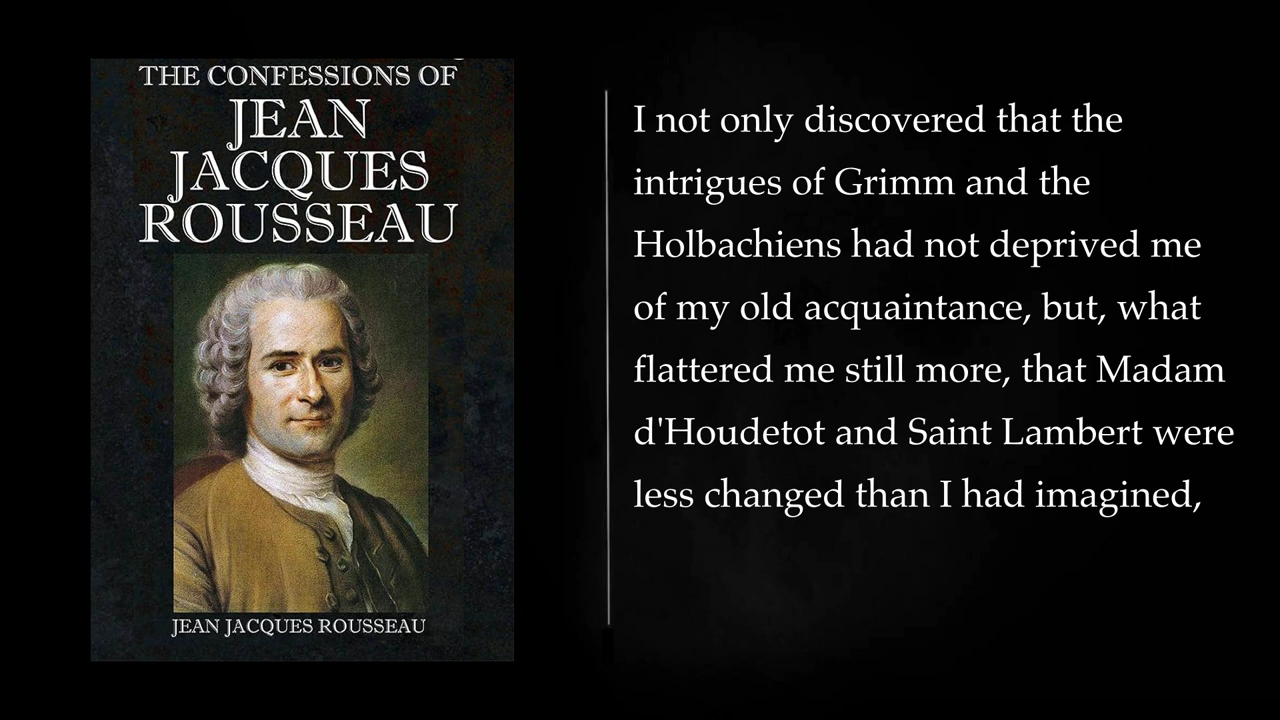 THE CONFESSIONS OF
JEAN
JACQUES
ROUSSEAU
JEAN JACQUES ROUSSEAU
I not only discovered that the
intrigues of Grimm and the
Holbachiens had not deprived me
of my old acquaintance, but, what
flattered me still more, that Madam
d'Houdetot and Saint Lambert were
less changed than I had imagined,